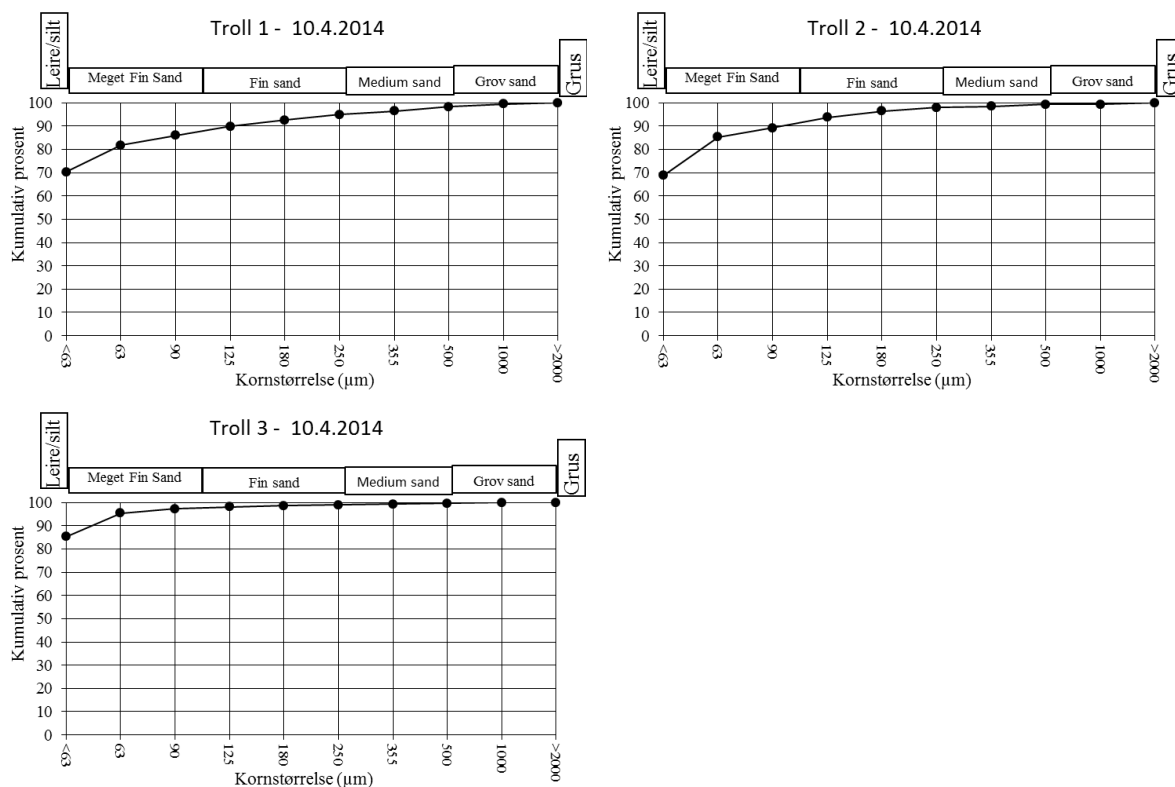 Troll 1 - 10.4.2014
Leire/silt
Meget Fin Sand
Fin sand
Medium sand
Grov sand
Grus
Kumulativ prosent
100
90
80
70
60
50
40
30
20
10
0
<63
63
90
125
180
250
355
500
1000
>2000
Kornstørrelse (µm)
Troll 2 - 10.4.2014
Leire/silt
Meget Fin Sand
Fin sand
Medium sand
Grov sand
Grus
Kumulativ prosent
100
90
80
70
60
50
40
30
20
10
0
<63
63
90
125
180
250
355
500
1000
>2000
Kornstørrelse (µm)
Troll 3 - 10.4.2014
Leire/silt
Meget Fin Sand
Fin sand
Medium sand
Grov sand
Grus
Kumulativ prosent
100
90
80
70
60
50
40
30
20
10
0
<63
63
90
125
180
250
355
500
1000
>2000
Kornstørrelse (µm)